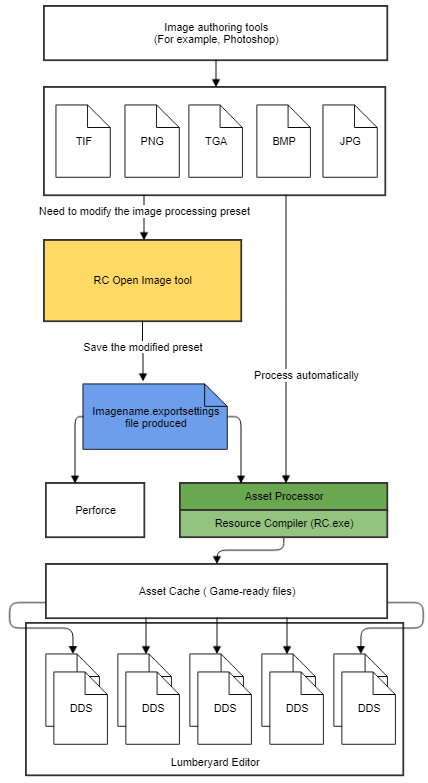 Image authoring tools
(For example, Photoshop)
TIF
PNG
TGA
BMP
JPG
Need to modify the image processing preset
RC Open Image tool
Save the modified preset
Process automatically
Imagename.exportsettings
file produced
Perforce
Asset Processor
Resource Compiler (RC.exe)
Asset Cache ( Game-ready files)
DDS
DDS
DDS
DDS
DDS
Lumberyard Editor